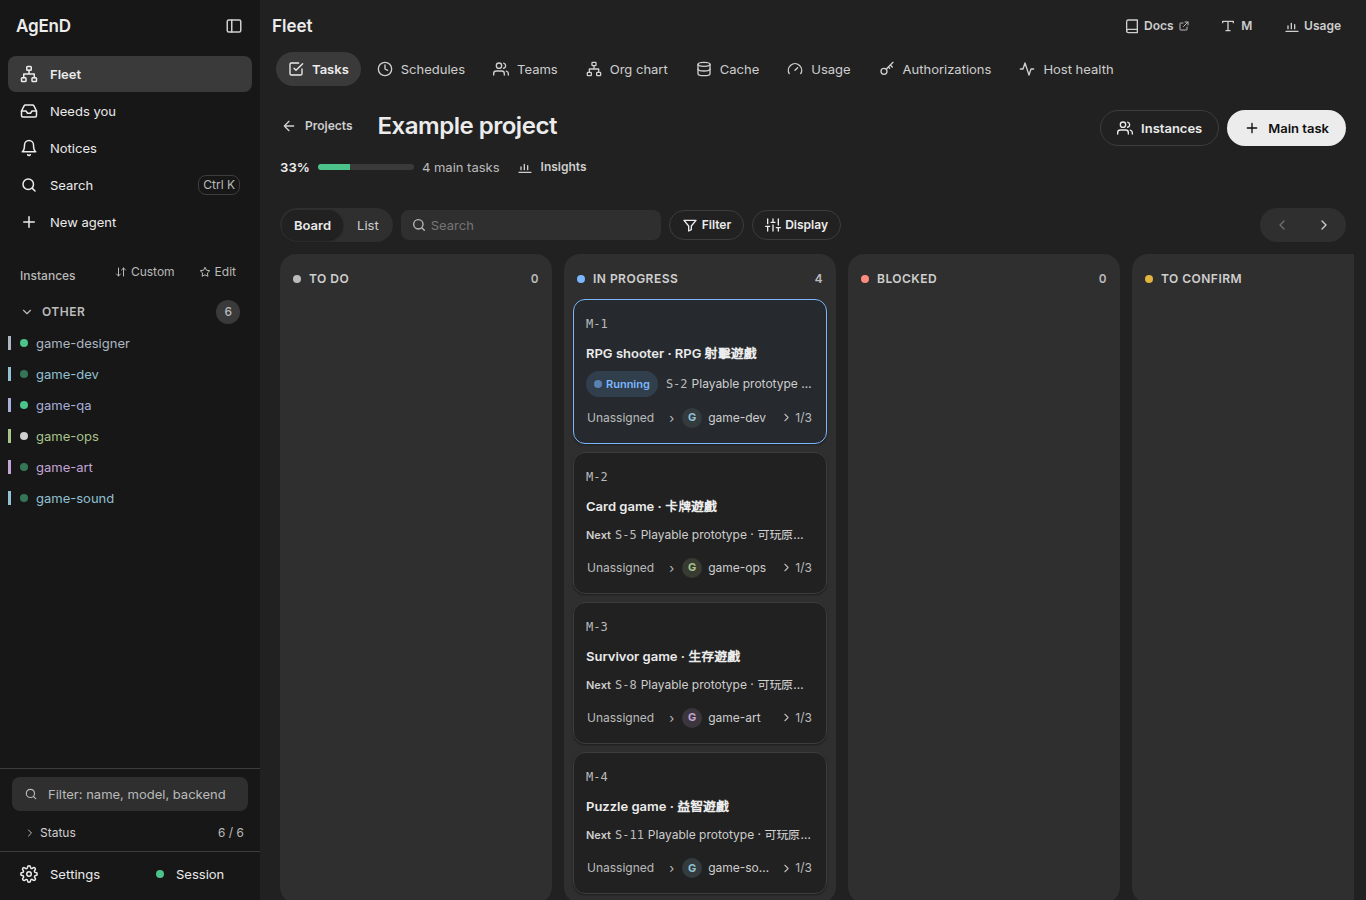 AgEnD
Fleet
Needs you
Notices
Search Ctrl K
New agent
Instances Custom Edit
OTHER 6
game-designer
game-dev
game-qa
game-ops
game-art
game-sound
Filter: name, model, backend
Status 6 / 6
Settings Session
Fleet
Docs M Usage
Tasks Schedules Teams Org chart Cache Usage Authorizations Host health
Projects Example project
Instances Main task
33% 4 main tasks Insights
Board List Search Filter Display
TO DO 0
IN PROGRESS 4
M-1
RPG shooter · RPG 射擊遊戲
Running S-2 Playable prototype ...
Unassigned › G game-dev 1/3
M-2
Card game · 卡牌遊戲
Next S-5 Playable prototype · 可玩原...
Unassigned › G game-ops 1/3
M-3
Survivor game · 生存遊戲
Next S-8 Playable prototype · 可玩原...
Unassigned › G game-art 1/3
M-4
Puzzle game · 益智遊戲
Next S-11 Playable prototype · 可玩原...
Unassigned › G game-so... 1/3
BLOCKED 0
TO CONFIRM